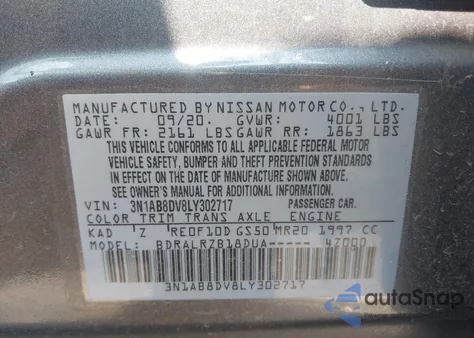 MANUFACTURED BY NISSAN MOTOR CO., LTD.
DATE: 09/20. GVWR: 4001 LBS
GAWR FR: 2161 LBS GAWR RR: 1863 LBS
THIS VEHICLE CONFORMS TO ALL APPLICABLE FEDERAL MOTOR
VEHICLE SAFETY, BUMPER AND THEFT PREVENTION STANDARDS IN
EFFECT ON THE DATE OF MANUFACTURE SHOWN ABOVE.
SEE OWNER'S MANUAL FOR ADDITIONAL INFORMATION.
VIN: 3N1AB8DV8LY302717 PASSENGER CAR.
COLOR TRIM TRANS AXLE ENGINE
KAD Z RE0F10D GS50 MR20 1997 CC
MODEL: BDRALRZB18DUA----- 4Z000
3N1AB8DV8LY302717
autoSnap